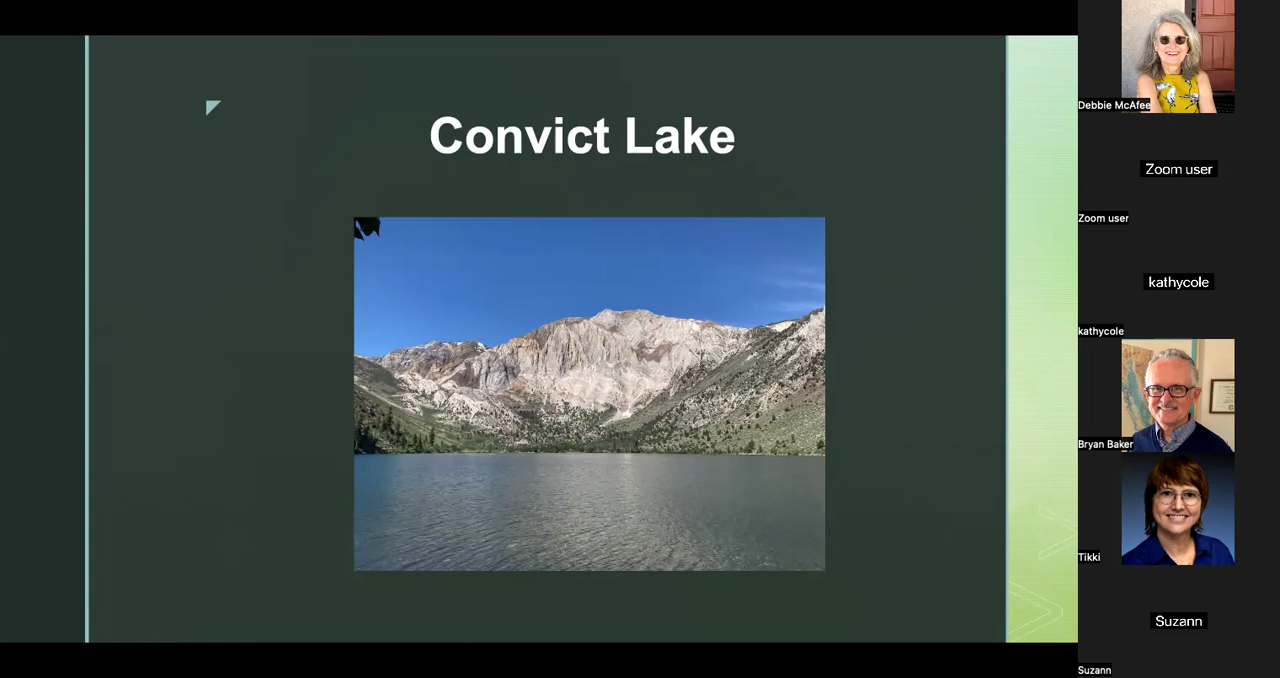 Convict Lake
Debbie McAfee
Zoom user
Zoom user
kathycole
kathycole
Bryan Baker
Tikki
Suzann
Suzann